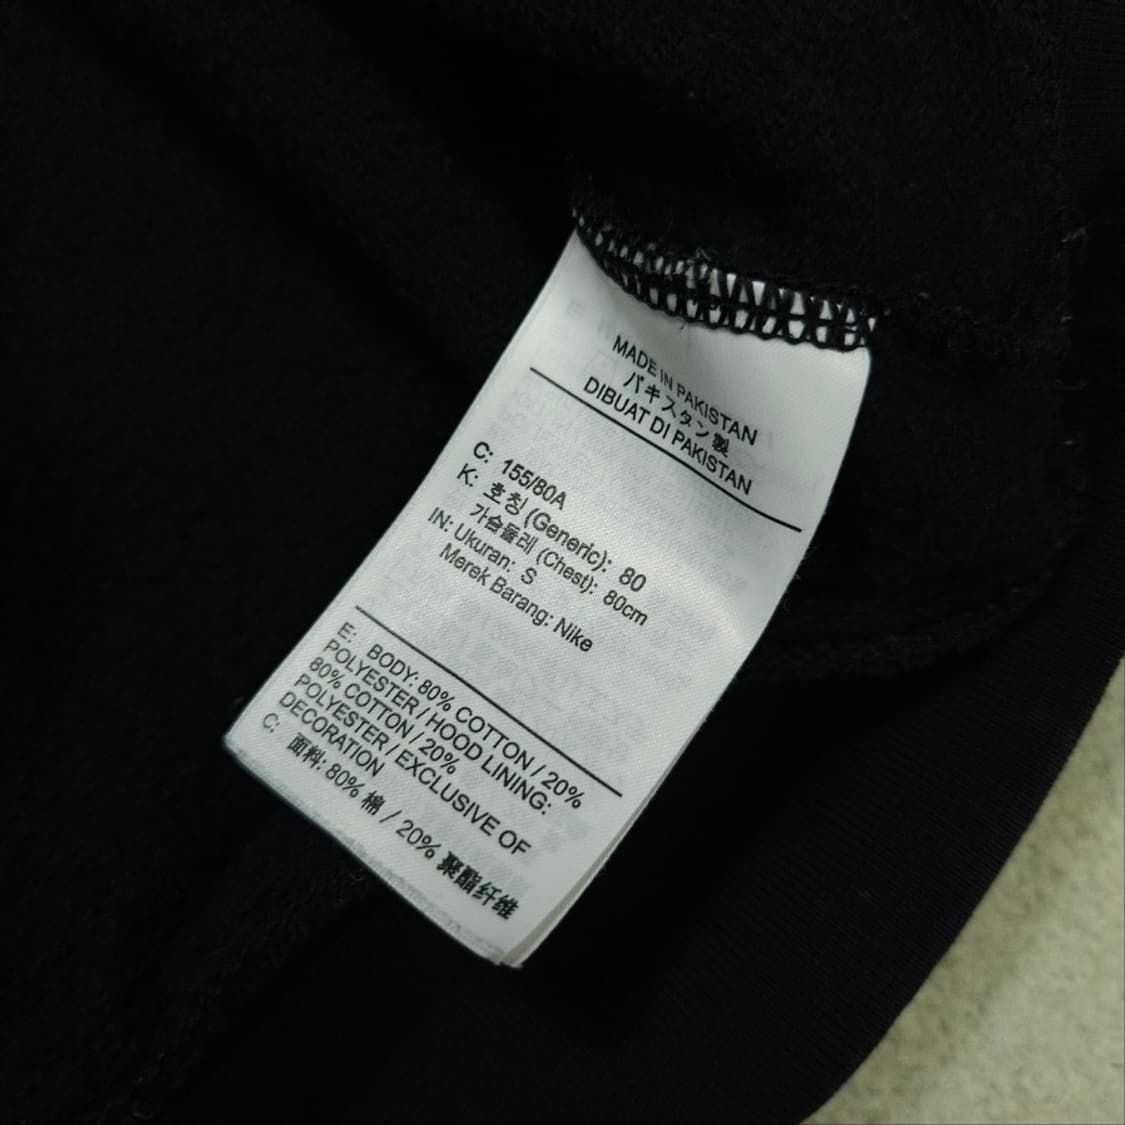 MADE IN PAKISTAN
パキスタン製
DIBUAT DI PAKISTAN
C: 155/80A
K: 호칭 (Generic): 80
가슴둘레 (Chest): 80cm
IN: Ukuran: S
Merek Barang: Nike
E: BODY: 80% COTTON / 20%
POLYESTER / HOOD LINING:
80% COTTON / 20%
POLYESTER / EXCLUSIVE OF
DECORATION
C: 面料: 80% 棉 / 20% 聚酯纤维